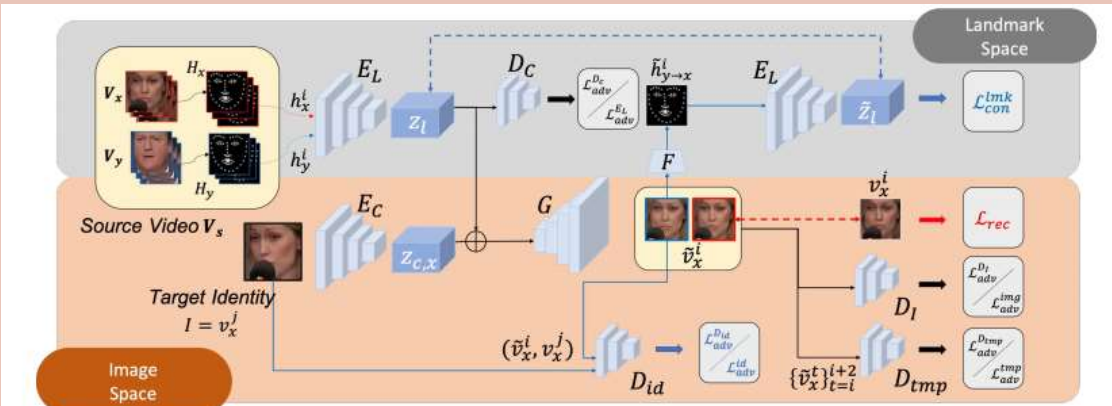 Landmark
Space
V_x
H_x
h_x^i
E_L
z_l
D_C
ℒ_adv^{D_C}
ℒ_adv^{E_L}
h̃_{y→x}^i
E_L
z̃_l
ℒ_con^{lmk}
V_y
H_y
h_y^i
F
Source Video V_s
E_C
z_{c,x}
G
ṽ_x^i
v_x^i
ℒ_rec
Target Identity
I = v_x^j
(ṽ_x^i, v_x^j)
D_id
ℒ_adv^{D_id}
ℒ_adv^{id}
D_I
ℒ_adv^{D_I}
ℒ_adv^{img}
{ṽ_x^t}_{t=i}^{i+2}
D_tmp
ℒ_adv^{D_tmp}
ℒ_adv^{tmp}
Image
Space